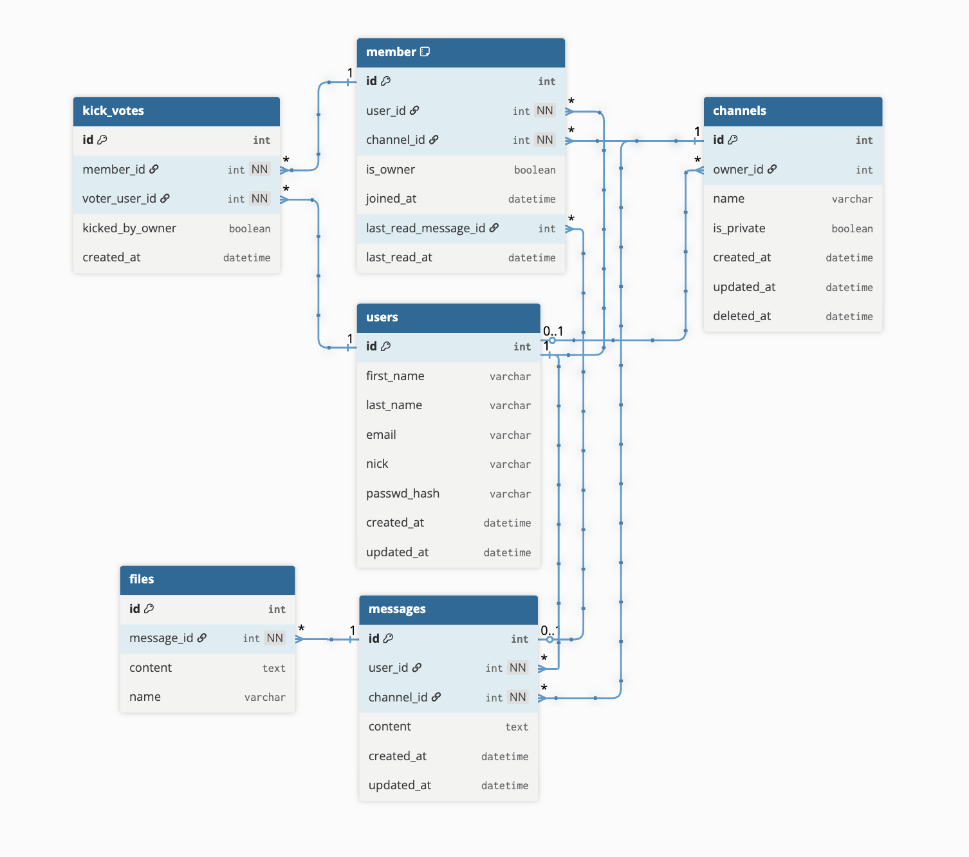 member
id int
user_id int NN
channel_id int NN
is_owner boolean
joined_at datetime
last_read_message_id int
last_read_at datetime
1
*
*
*
kick_votes
id int
member_id int NN
voter_user_id int NN
kicked_by_owner boolean
created_at datetime
*
*
channels
id int
owner_id int
name varchar
is_private boolean
created_at datetime
updated_at datetime
deleted_at datetime
1
*
users
id int
first_name varchar
last_name varchar
email varchar
nick varchar
passwd_hash varchar
created_at datetime
updated_at datetime
1
0..1
1
files
id int
message_id int NN
content text
name varchar
*
messages
id int
user_id int NN
channel_id int NN
content text
created_at datetime
updated_at datetime
1
0..1
*
*